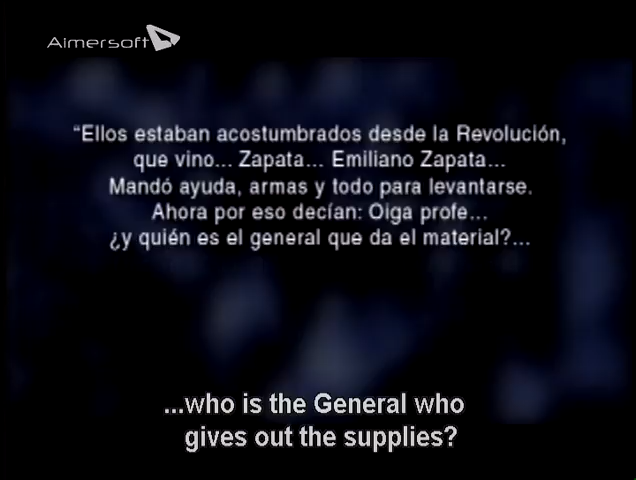 Aimersoft
“Ellos estaban acostumbrados desde la Revolución,
que vino... Zapata... Emiliano Zapata...
Mandó ayuda, armas y todo para levantarse.
Ahora por eso decían: Oiga profe...
¿y quién es el general que da el material?...
...who is the General who
gives out the supplies?